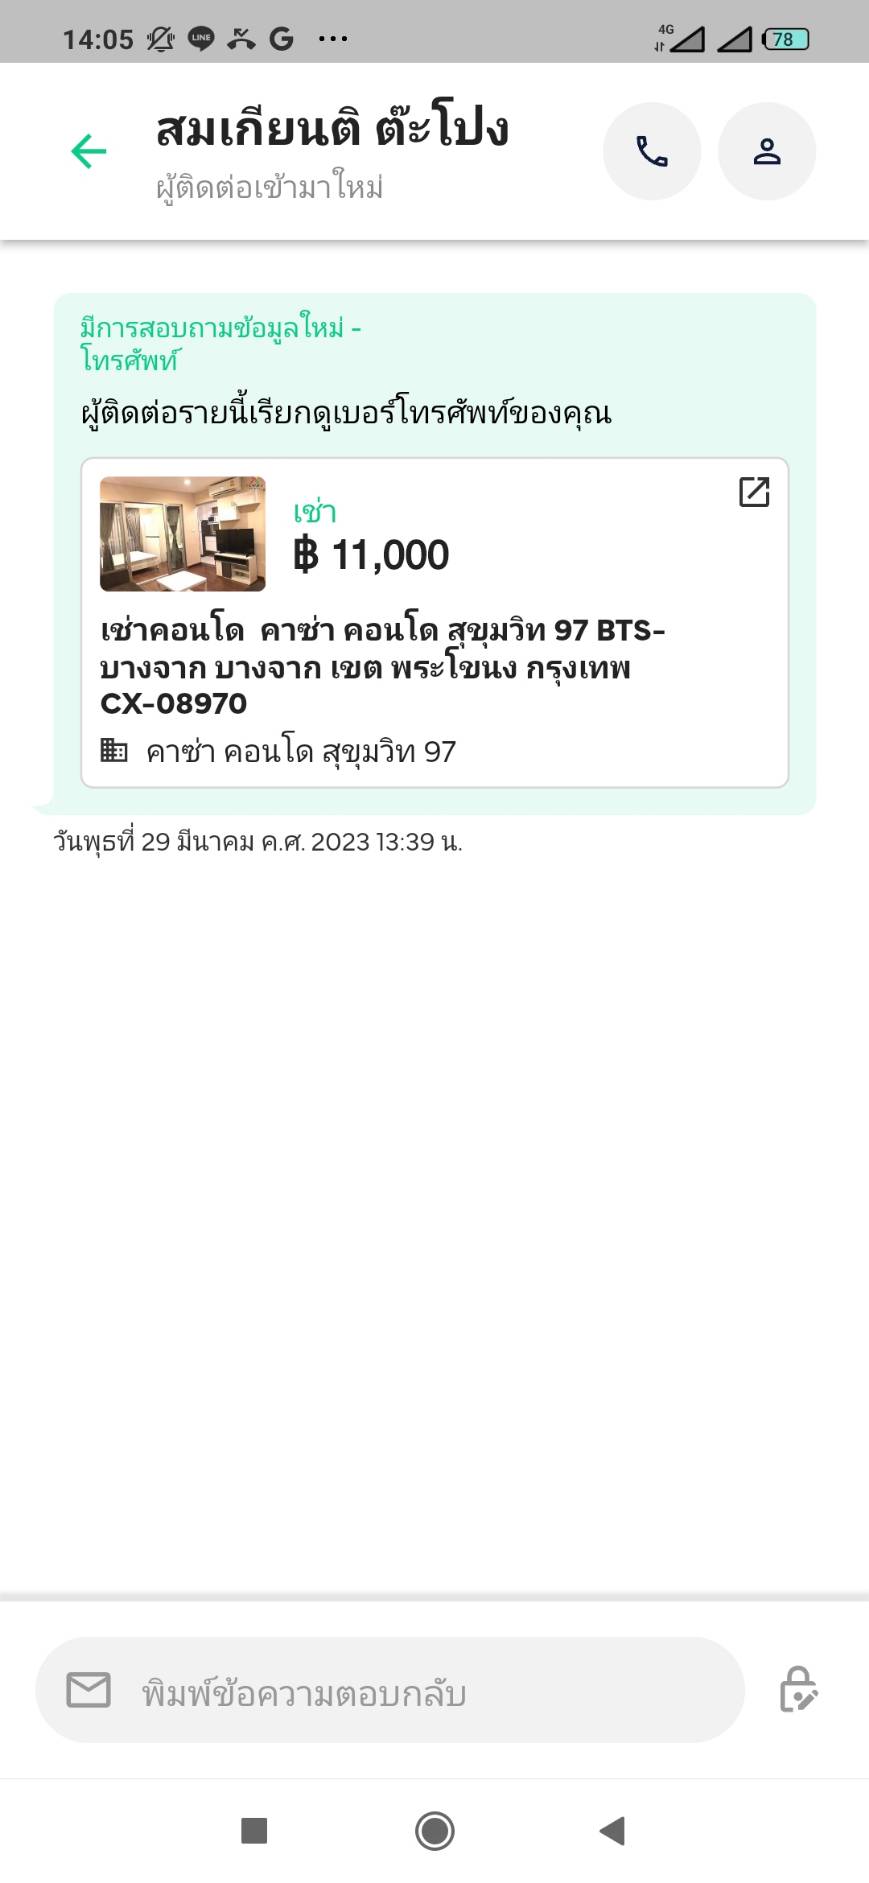 14:05 LINE G ... 4G 78
สมเกียนติ ต๊ะโปง
ผู้ติดต่อเข้ามาใหม่
มีการสอบถามข้อมูลใหม่ -
โทรศัพท์
ผู้ติดต่อรายนี้เรียกดูเบอร์โทรศัพท์ของคุณ
เช่า
฿ 11,000
เช่าคอนโด คาซ่า คอนโด สุขุมวิท 97 BTS-
บางจาก บางจาก เขต พระโขนง กรุงเทพ
CX-08970
คาซ่า คอนโด สุขุมวิท 97
วันพุธที่ 29 มีนาคม ค.ศ. 2023 13:39 น.
พิมพ์ข้อความตอบกลับ